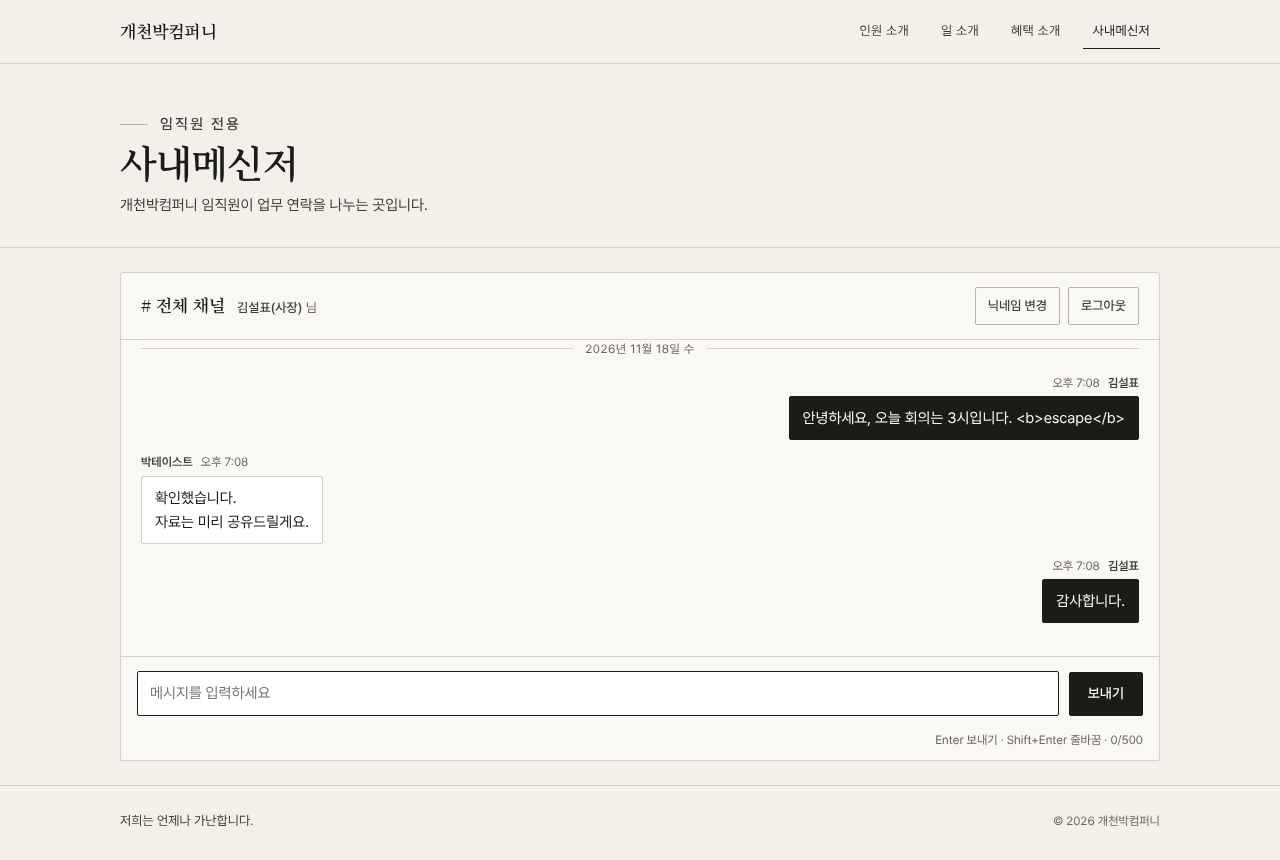 개천박컴퍼니
인원 소개
일 소개
혜택 소개
사내메신저
임직원 전용
사내메신저
개천박컴퍼니 임직원이 업무 연락을 나누는 곳입니다.
# 전체 채널 김설표(사장) 님
닉네임 변경
로그아웃
2026년 11월 18일 수
오후 7:08 김설표
안녕하세요, 오늘 회의는 3시입니다. <b>escape</b>
박테이스트 오후 7:08
확인했습니다.
자료는 미리 공유드릴게요.
오후 7:08 김설표
감사합니다.
메시지를 입력하세요
보내기
Enter 보내기 · Shift+Enter 줄바꿈 · 0/500
저희는 언제나 가난합니다.
© 2026 개천박컴퍼니